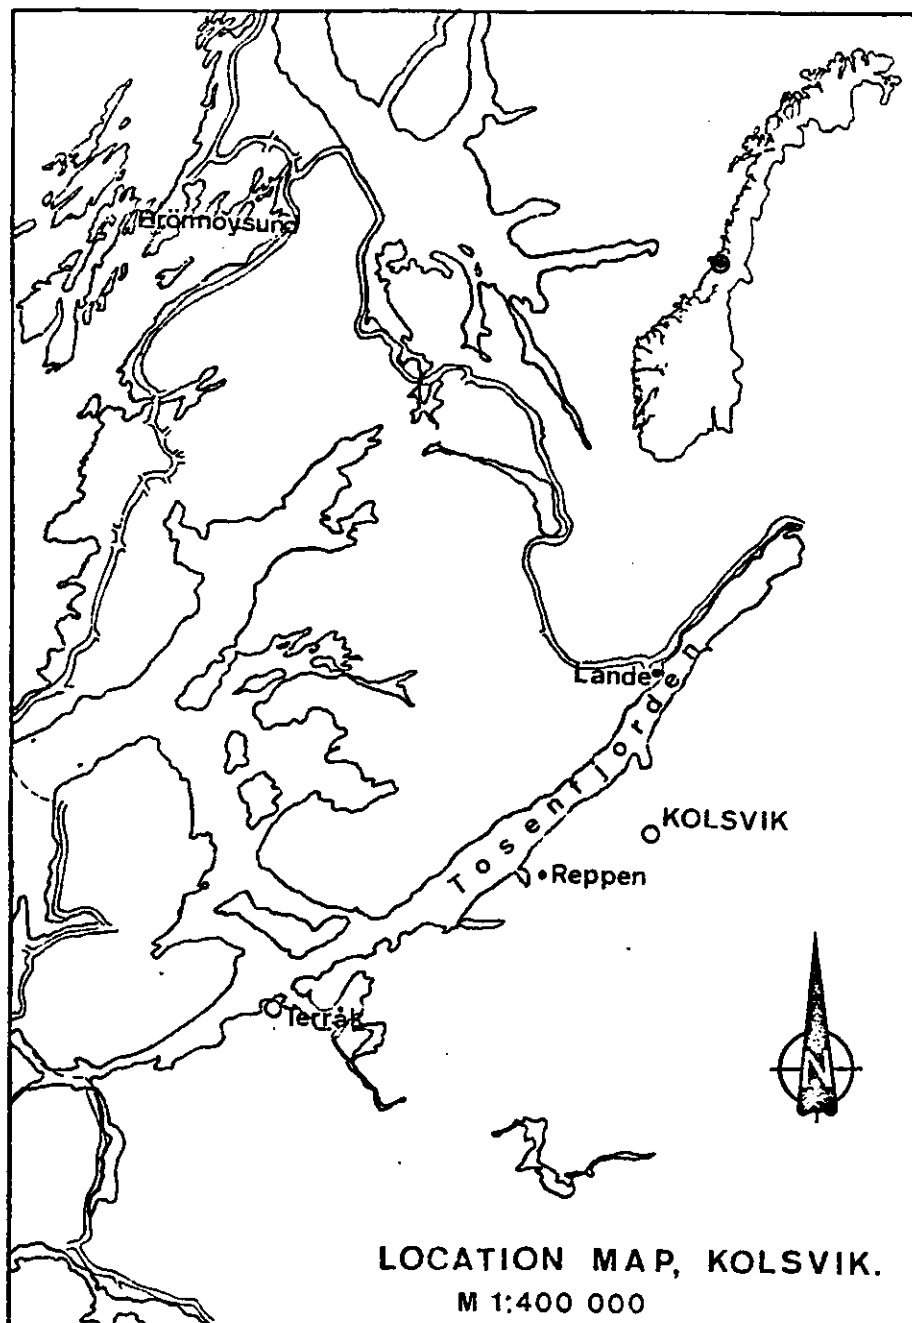 Brönnöysund
Lande
Tosenfjorden
KOLSVIK
Reppen
Terråk
N
LOCATION MAP, KOLSVIK.
M 1:400 000